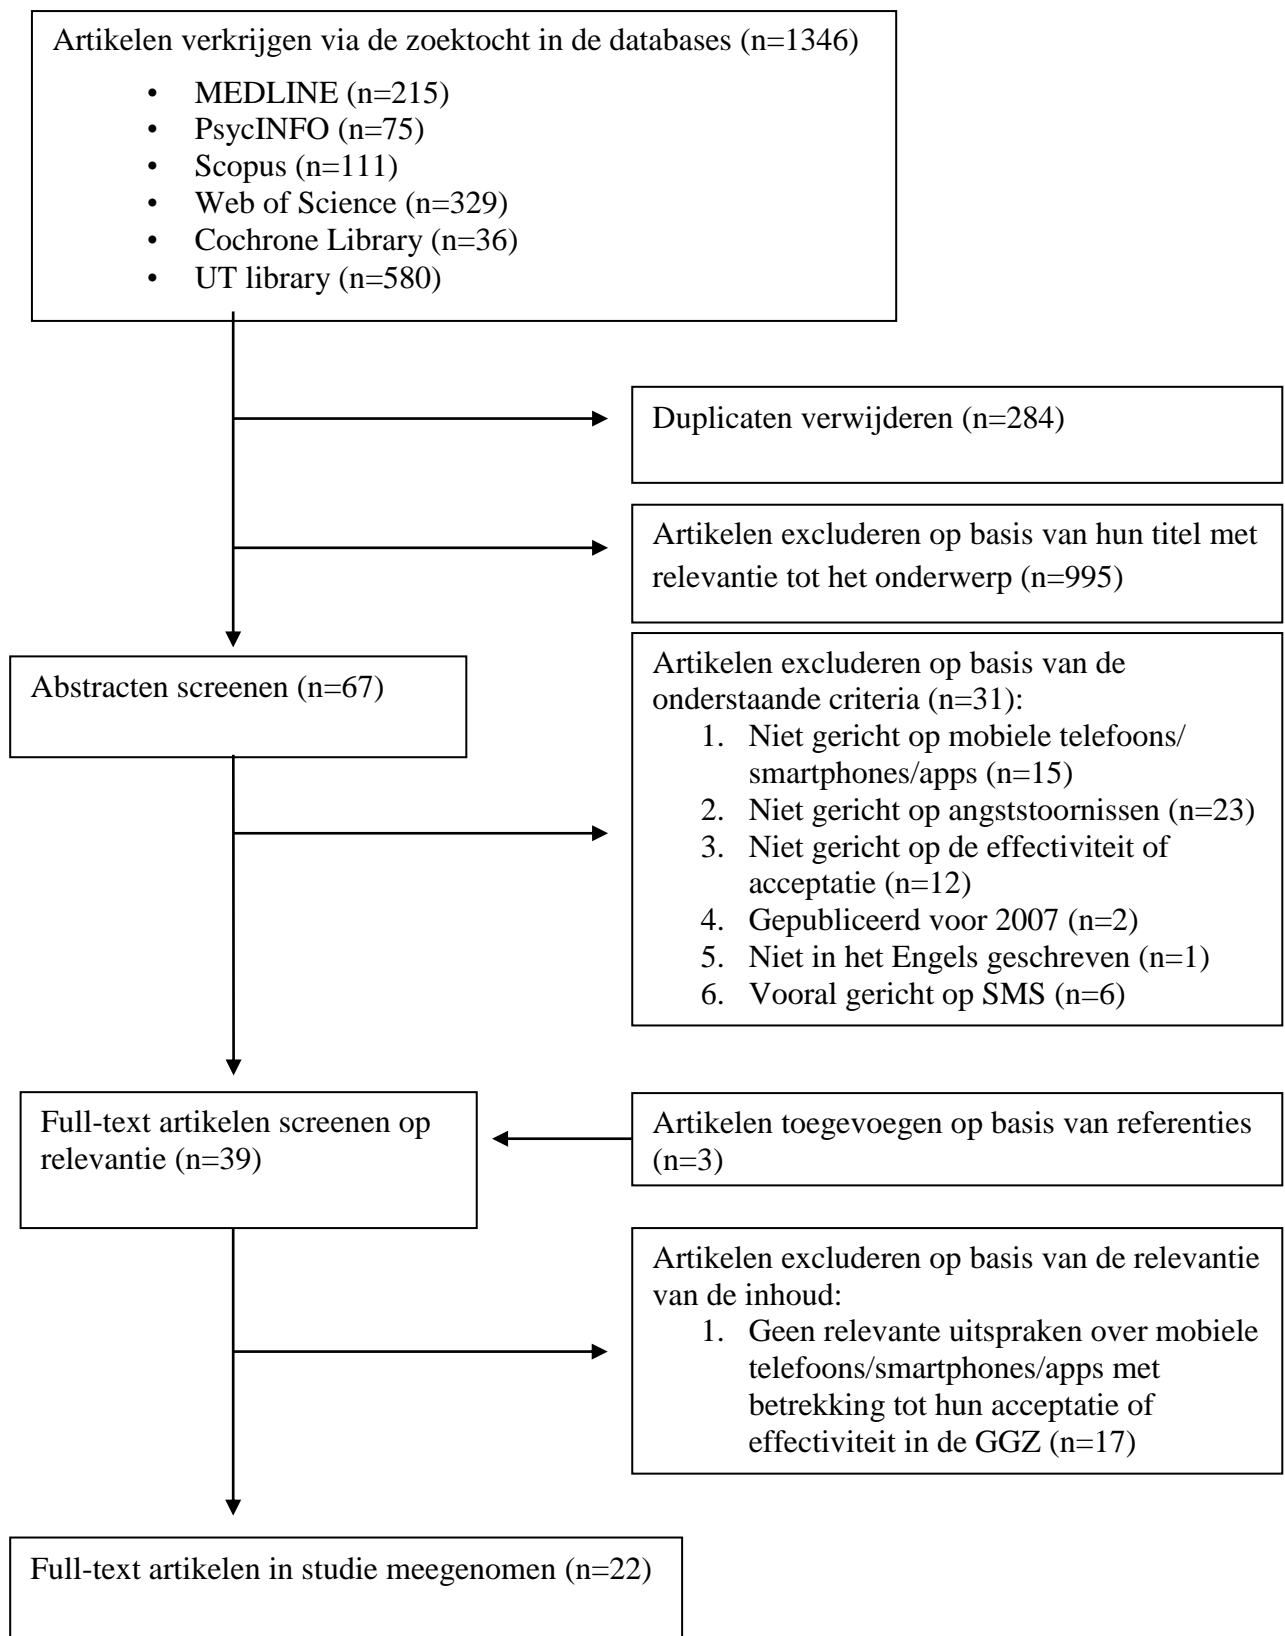 Artikelen verkrijgen via de zoektocht in de databases (n=1346)
• MEDLINE (n=215)
• PsycINFO (n=75)
• Scopus (n=111)
• Web of Science (n=329)
• Cochrone Library (n=36)
• UT library (n=580)
Duplicaten verwijderen (n=284)
Artikelen excluderen op basis van hun titel met
relevantie tot het onderwerp (n=995)
Abstracten screenen (n=67)
Artikelen excluderen op basis van de
onderstaande criteria (n=31):
1. Niet gericht op mobiele telefoons/
smartphones/apps (n=15)
2. Niet gericht op angststoornissen (n=23)
3. Niet gericht op de effectiviteit of
acceptatie (n=12)
4. Gepubliceerd voor 2007 (n=2)
5. Niet in het Engels geschreven (n=1)
6. Vooral gericht op SMS (n=6)
Full-text artikelen screenen op
relevantie (n=39)
Artikelen toegevoegen op basis van referenties
(n=3)
Artikelen excluderen op basis van de relevantie
van de inhoud:
1. Geen relevante uitspraken over mobiele
telefoons/smartphones/apps met
betrekking tot hun acceptatie of
effectiviteit in de GGZ (n=17)
Full-text artikelen in studie meegenomen (n=22)